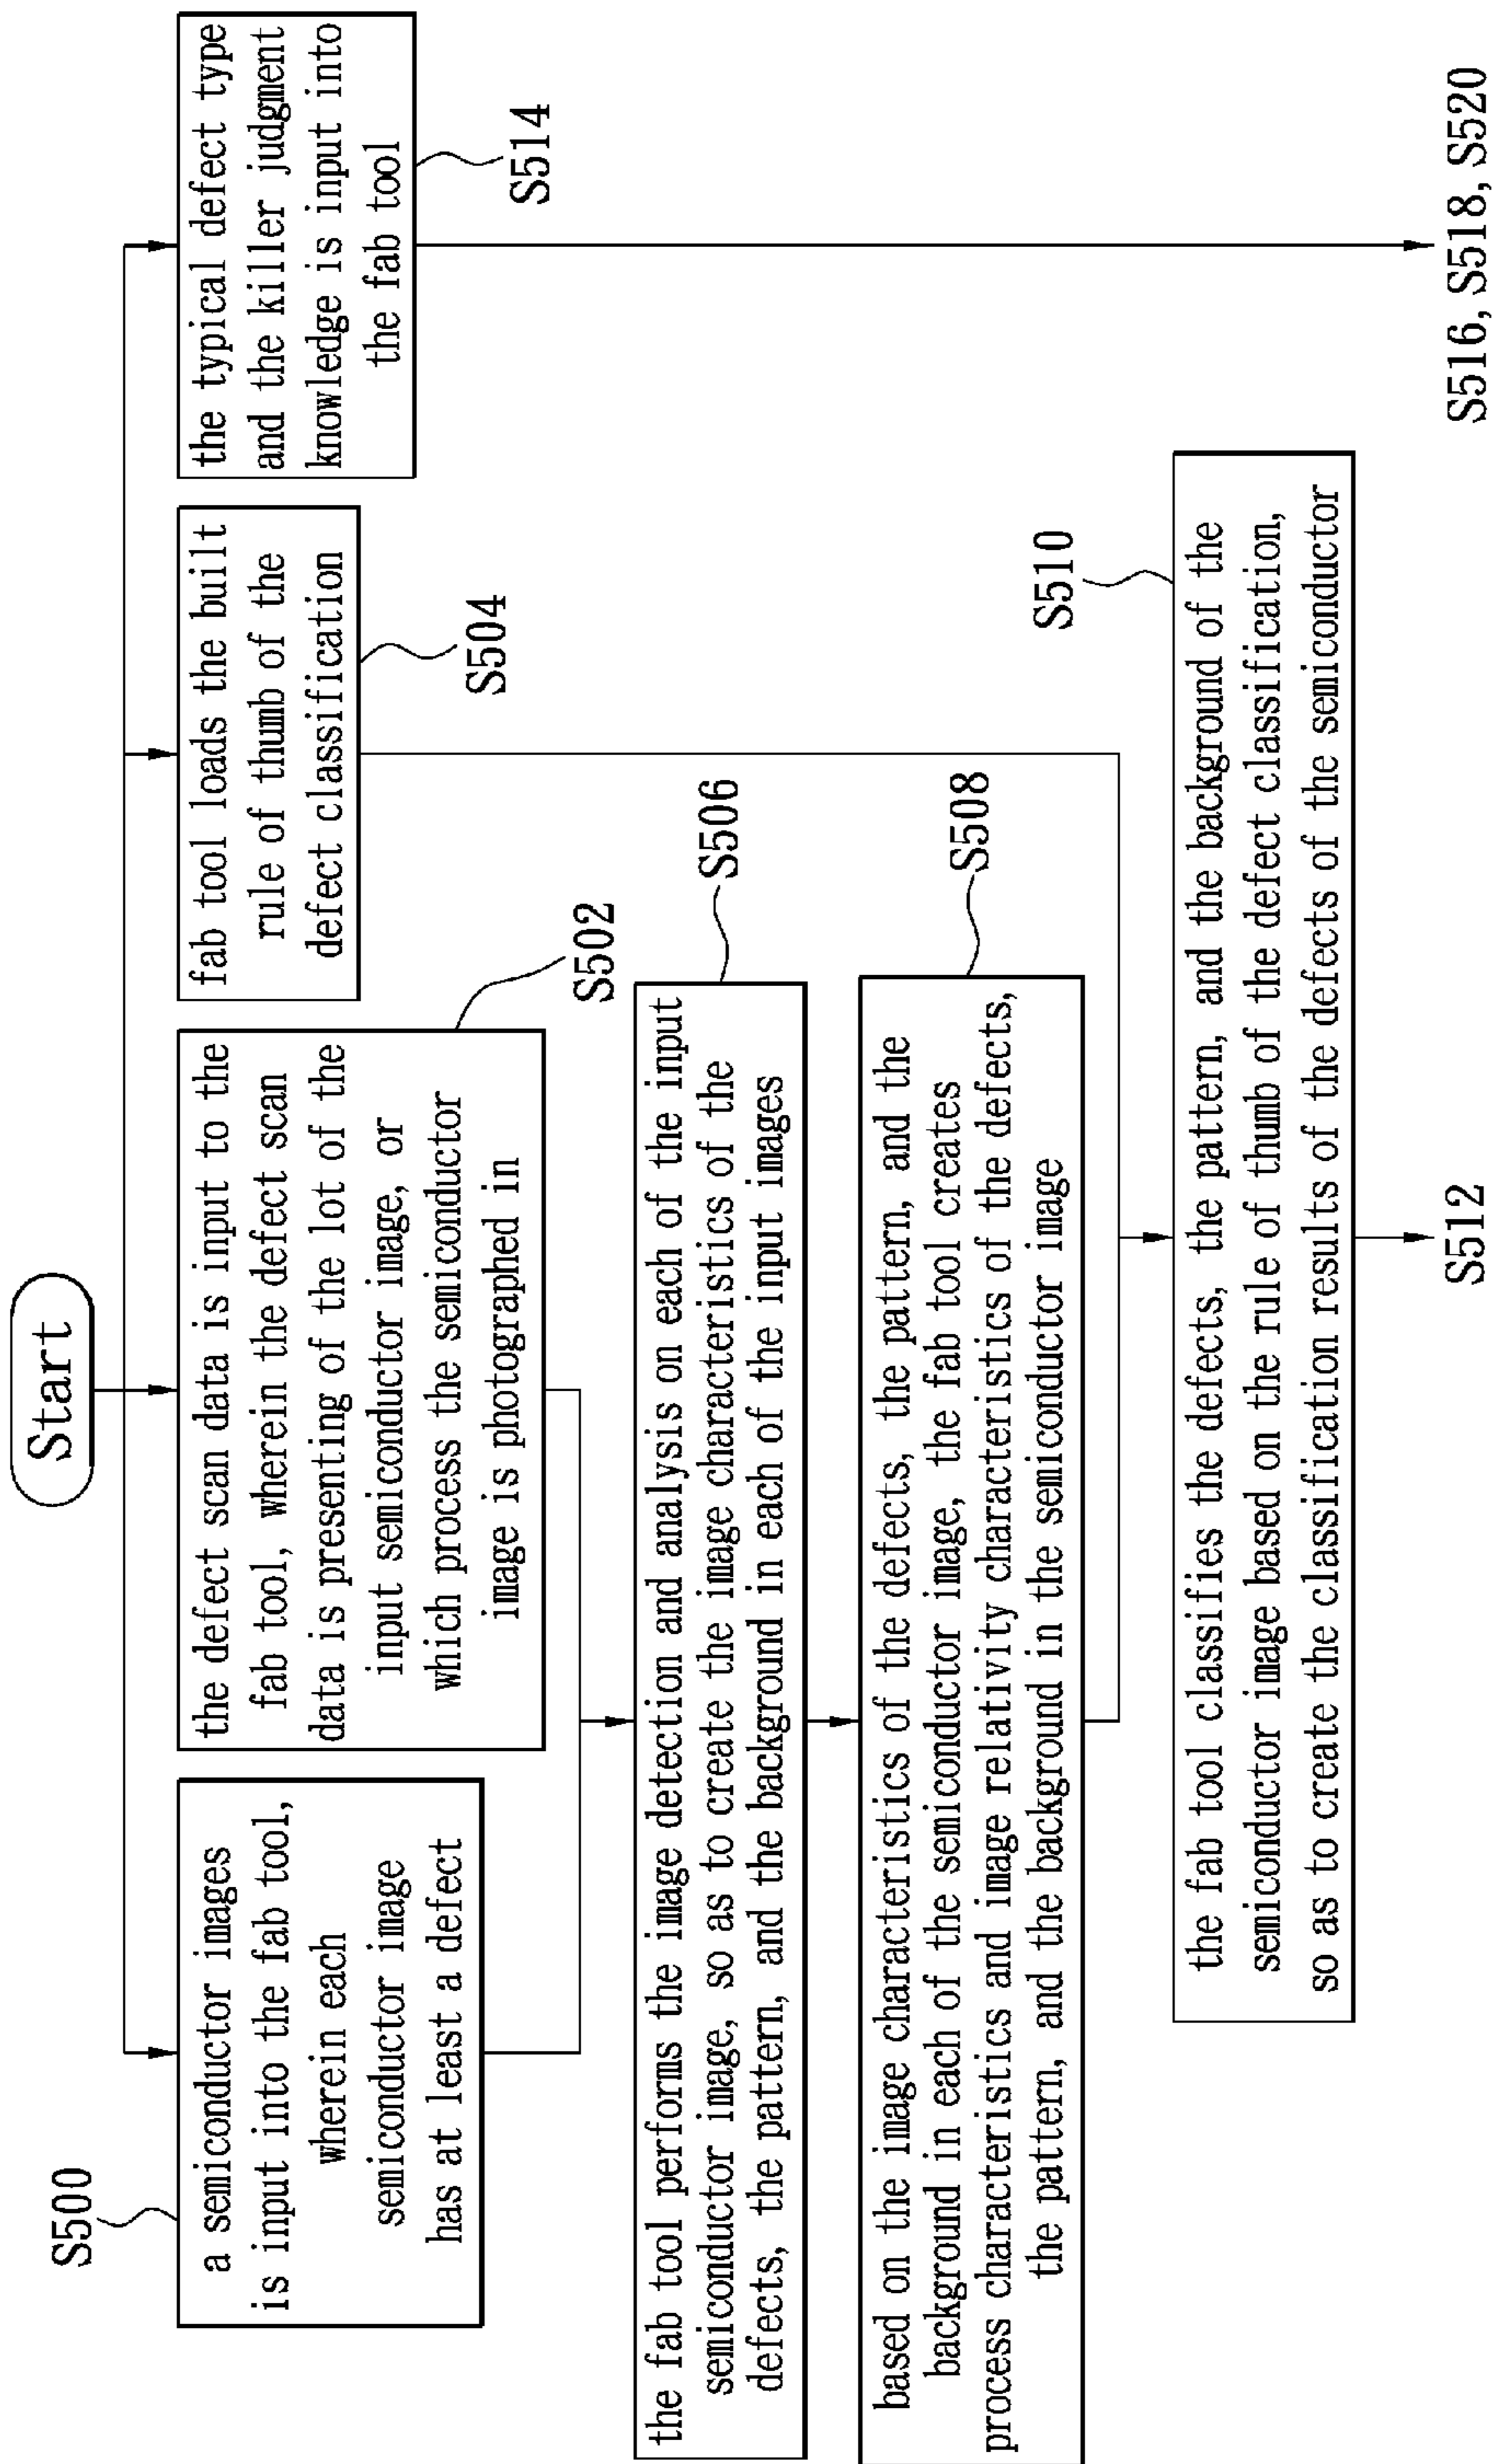 Start
S500
a semiconductor images
is input into the fab tool,
wherein each
semiconductor image
has at least a defect
the defect scan data is input to the
fab tool, wherein the defect scan
data is presenting of the lot of the
input semiconductor image, or
which process the semiconductor
image is photographed in
S502
fab tool loads the built
rule of thumb of the
defect classification
S504
the typical defect type
and the killer judgment
knowledge is input into
the fab tool
S514
the fab tool performs the image detection and analysis on each of the input
semiconductor image, so as to create the image characteristics of the
defects, the pattern, and the background in each of the input images
S506
based on the image characteristics of the defects, the pattern, and the
background in each of the semiconductor image, the fab tool creates
process characteristics and image relativity characteristics of the defects,
the pattern, and the background in the semiconductor image
S508
the fab tool classifies the defects, the pattern, and the background of the
semiconductor image based on the rule of thumb of the defect classification,
so as to create the classification results of the defects of the semiconductor
S510
S512
S516, S518, S520